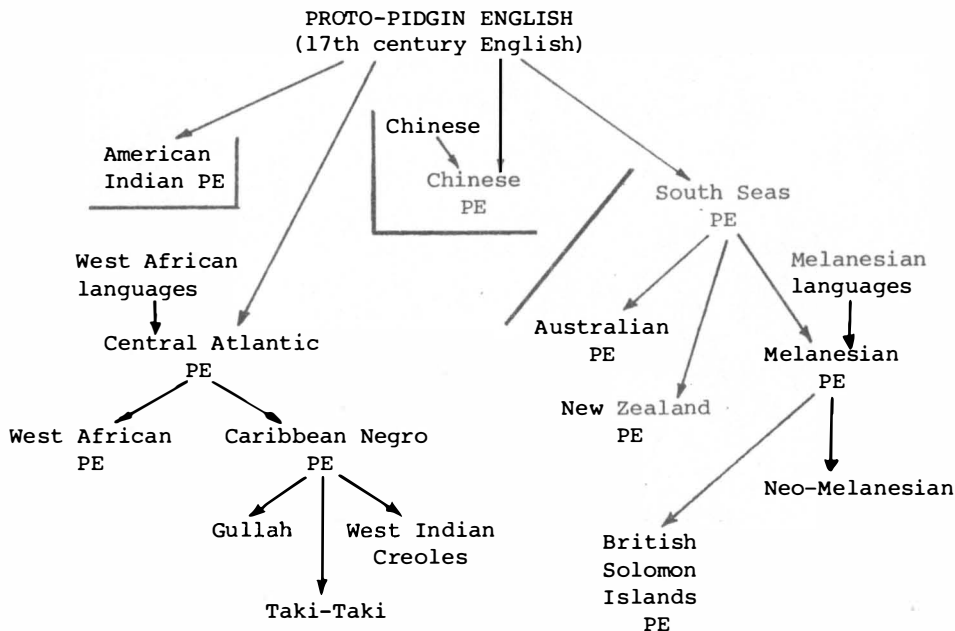 PROTO-PIDGIN ENGLISH
(17th century English)
American
Indian PE
Chinese
Chinese
PE
South Seas
PE
West African
languages
Melanesian
languages
Central Atlantic
PE
Australian
PE
Melanesian
PE
New Zealand
PE
West African
PE
Caribbean Negro
PE
Neo-Melanesian
Gullah
West Indian
Creoles
British
Solomon
Islands
PE
Taki-Taki